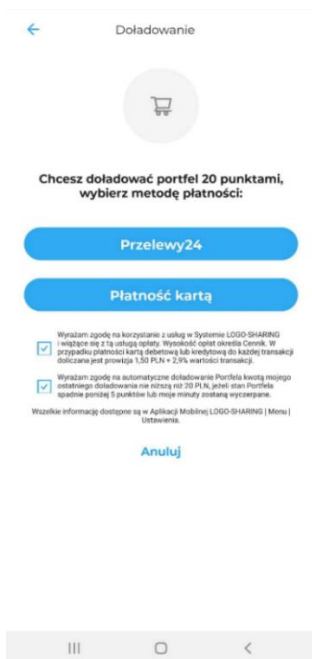 Doładowanie
Chcesz doładować portfel 20 punktami,
wybierz metodę płatności:
Przelewy24
Płatność kartą
Wyrażam zgodę na korzystanie z usług w Systemie LOGO-SHARING
i wiążące się z tą usługą opłaty. Wysokość opłat określa Cennik. W
przypadku płatności kartą debetową lub kredytową do każdej transakcji
doliczana jest prowizja 1,50 PLN + 2,9% wartości transakcji.
Wyrażam zgodę na automatyczne doładowanie Portfela kwotą mojego
ostatniego doładowania nie niższą niż 20 PLN, jeżeli stan Portfela
spadnie poniżej 5 punktów lub moje minuty zostaną wyczerpane.
Wszelkie informację dostępne są w Aplikacji Mobilnej LOGO-SHARING | Menu |
Ustawienia.
Anuluj